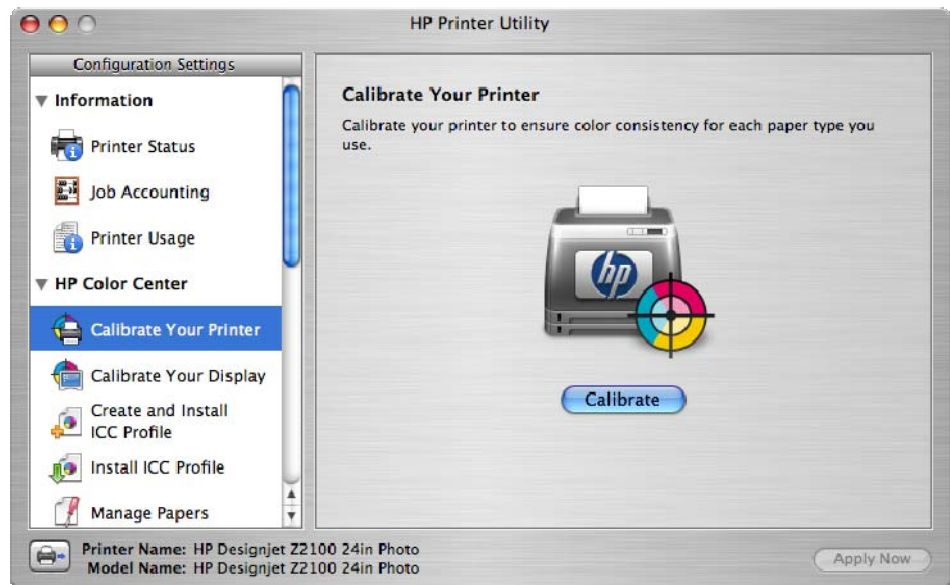 HP Printer Utility
Configuration Settings
Information
Printer Status
Job Accounting
Printer Usage
HP Color Center
Calibrate Your Printer
Calibrate Your Display
Create and Install
ICC Profile
Install ICC Profile
Manage Papers
Calibrate Your Printer
Calibrate your printer to ensure color consistency for each paper type you
use.
hp
Calibrate
Printer Name: HP Designjet Z2100 24in Photo
Model Name: HP Designjet Z2100 24in Photo
Apply Now